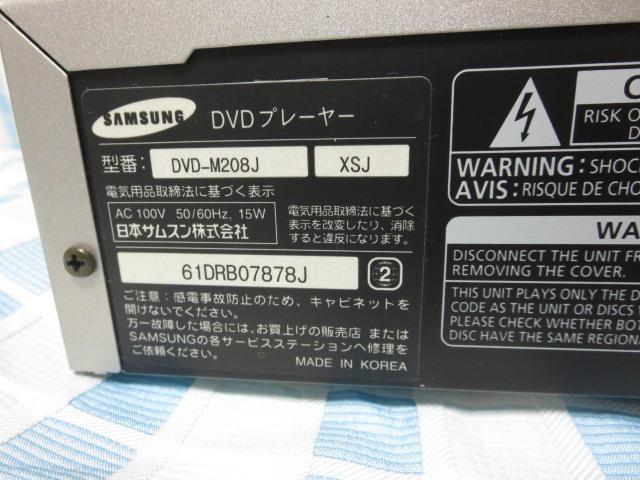 SAMSUNG DVDプレーヤー
型番: DVD-M208J XSJ
電気用品取締法に基づく表示
AC 100V 50/60Hz, 15W
日本サムスン株式会社
電気用品取締法に基づく
表示を改変したり、消除
すると違反になります。
61DRB07878J 2
ご注意：感電事故防止のため、キャビネットを
開けないでください。
万一故障した場合には、お買上げの販売店 または
SAMSUNGの各サービスステーションへ修理を
ご依頼ください。
MADE IN KOREA
RISK O
WARNING: SHOC
AVIS: RISQUE DE CHO
WA
DISCONNECT THE UNIT F
REMOVING THE COVER.
THIS UNIT PLAYS ONLY THE D
CODE AS THE UNIT OR DISCS
PLEASE CHECK WHETHER BO
DISC HAVE THE SAME REGION